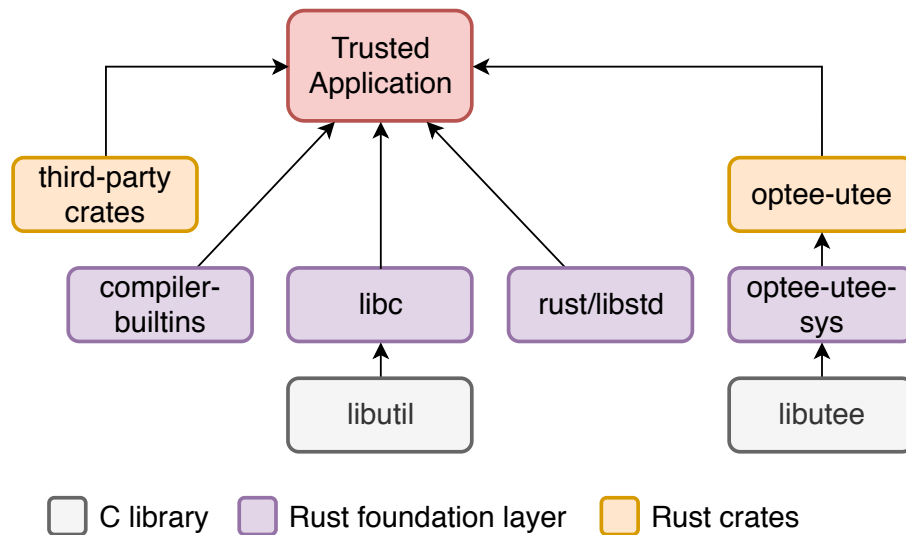 Trusted
Application
third-party
crates
optee-utee
compiler-
builtins
libc
rust/libstd
optee-utee-
sys
libutil
libutee
C library
Rust foundation layer
Rust crates